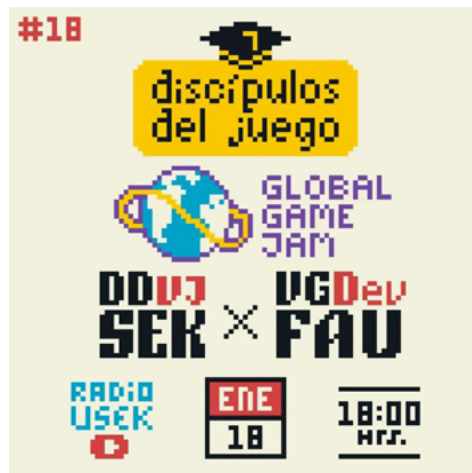 #18
discípulos
del juego
GLOBAL
GAME
JAM
DDVJ
SEK
×
VGDev
FAU
RADiO
USEK
ENE
18
18:00
Hrs.